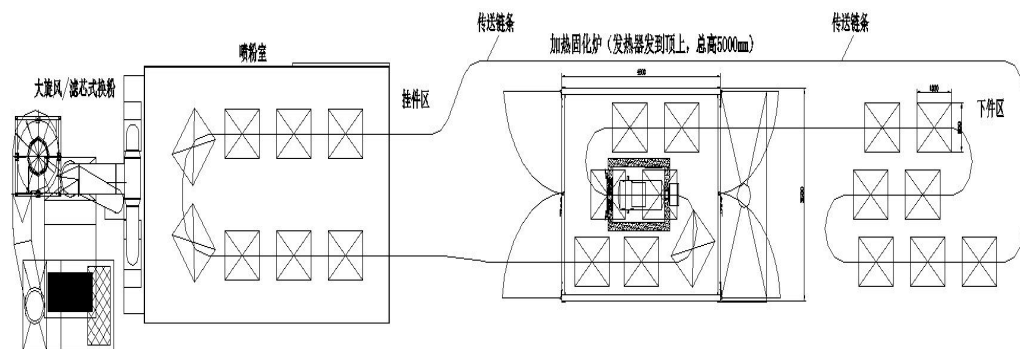 传送链条
传送链条
喷粉室
加热固化炉（发热器发到顶上，总高5000mm）
大旋风/滤芯式换粉
挂件区
下件区